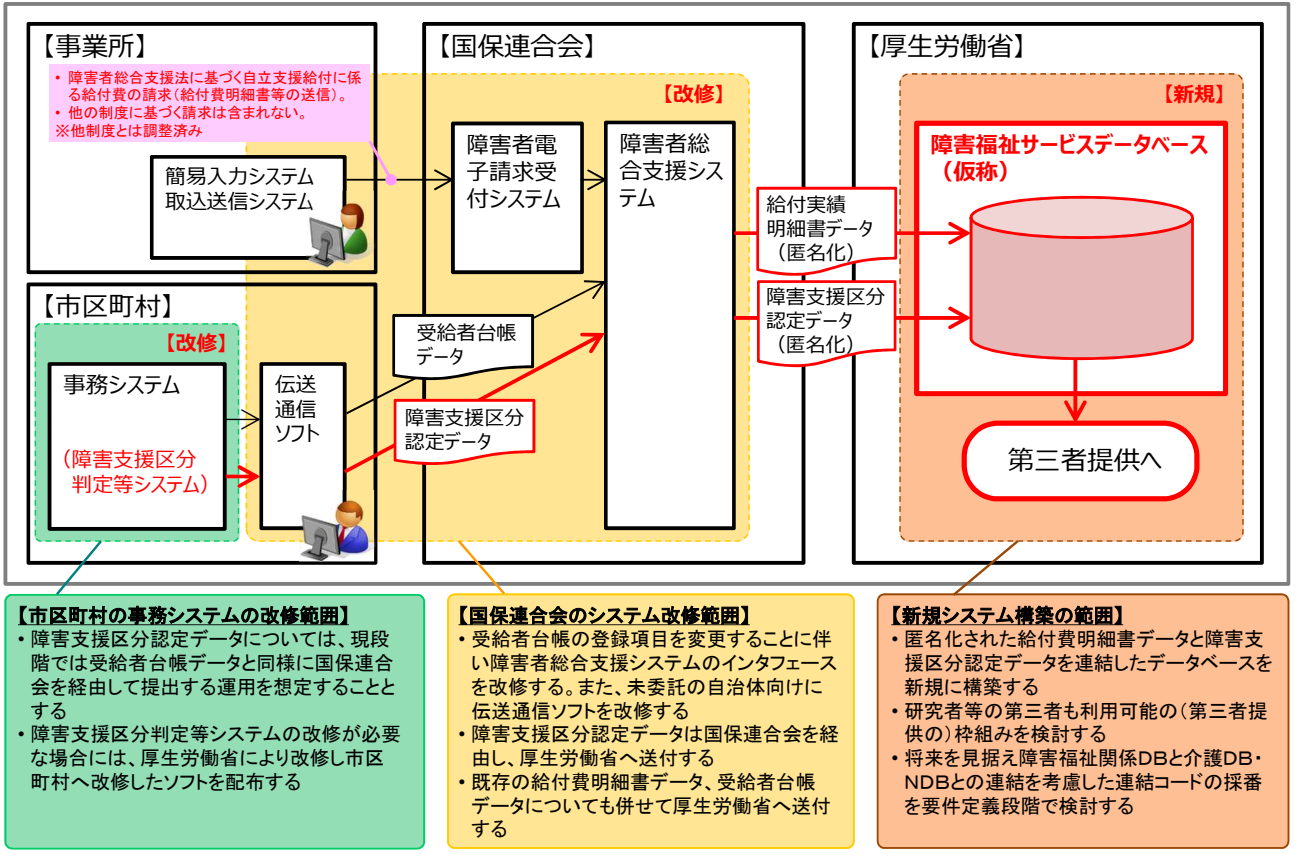 【事業所】
• 障害者総合支援法に基づく自立支援給付に係
る給付費の請求（給付費明細書等の送信）。
• 他の制度に基づく請求は含まれない。
※他制度とは調整済み
簡易入力システム
取込送信システム
【国保連合会】
【改修】
障害者電
子請求受
付システム
障害者総
合支援シス
テム
【厚生労働省】
【新規】
障害福祉サービスデータベース
（仮称）
給付実績
明細書データ
（匿名化）
障害支援区分
認定データ
（匿名化）
第三者提供へ
【市区町村】
【改修】
事務システム
（障害支援区分
判定等システム）
伝送
通信
ソフト
受給者台帳
データ
障害支援区分
認定データ
【市区町村の事務システムの改修範囲】
• 障害支援区分認定データについては、現段
階では受給者台帳データと同様に国保連合
会を経由して提出する運用を想定することと
する
• 障害支援区分判定等システムの改修が必要
な場合には、厚生労働省により改修し市区
町村へ改修したソフトを配布する
【国保連合会のシステム改修範囲】
• 受給者台帳の登録項目を変更することに伴
い障害者総合支援システムのインタフェース
を改修する。また、未委託の自治体向けに
伝送通信ソフトを改修する
• 障害支援区分認定データは国保連合会を経
由し、厚生労働省へ送付する
• 既存の給付費明細書データ、受給者台帳
データについても併せて厚生労働省へ送付
する
【新規システム構築の範囲】
• 匿名化された給付費明細書データと障害支
援区分認定データを連結したデータベースを
新規に構築する
• 研究者等の第三者も利用可能の（第三者提
供の）枠組みを検討する
• 将来を見据え障害福祉関係DBと介護DB・
NDBとの連結を考慮した連結コードの採番
を要件定義段階で検討する